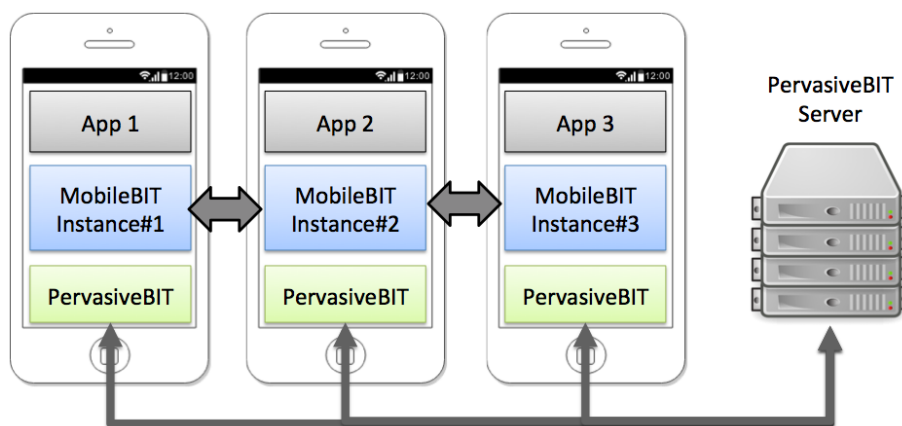 12:00
12:00
12:00
App 1
App 2
App 3
MobileBIT
Instance#1
MobileBIT
Instance#2
MobileBIT
Instance#3
PervasiveBIT
PervasiveBIT
PervasiveBIT
PervasiveBIT
Server